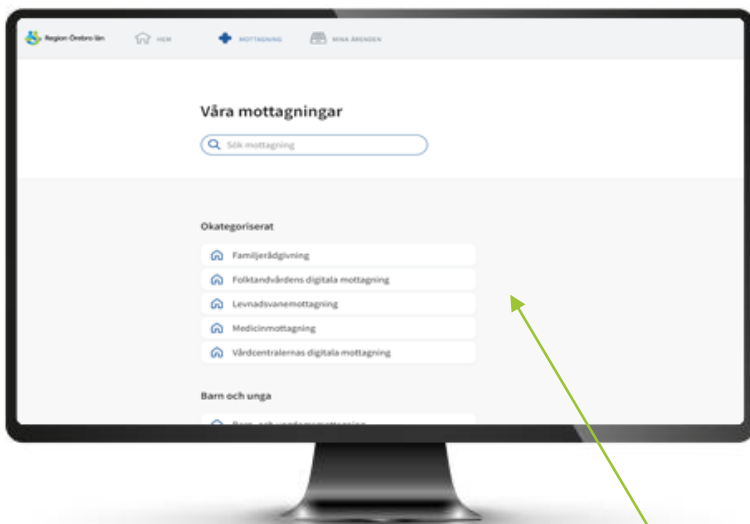 Region Örebro län
HEM
MOTTAGNING
MINA ÄRENDEN
Våra mottagningar
Sök mottagning
Okategoriserat
Familjerådgivning
Folktandvårdens digitala mottagning
Levnadsvanemottagning
Medicinmottagning
Vårdcentralernas digitala mottagning
Barn och unga